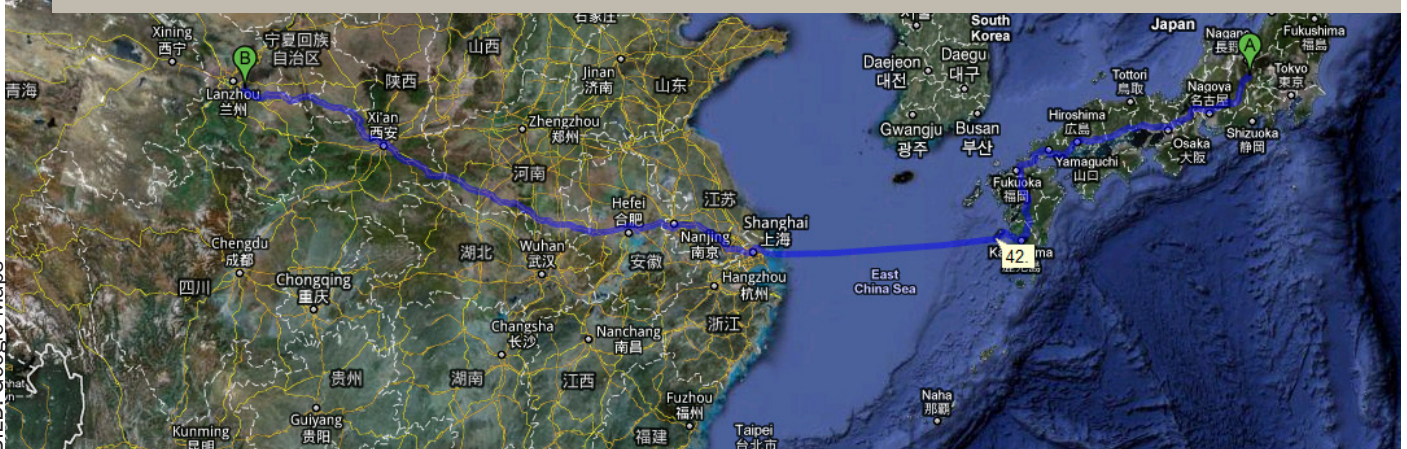 Xining
西宁
宁夏回族
自治区
山西
South
Korea
Japan
Nagano
長野
Fukushima
福島
青海
Lanzhou
兰州
B
陕西
Jinan
济南
山东
Daejeon
대전
Daegu
대구
A
Tokyo
東京
Tottori
鳥取
Nagoya
名古屋
Xi'an
西安
Zhengzhou
郑州
Gwangju
광주
Busan
부산
Hiroshima
広島
Shizuoka
静岡
Osaka
大阪
Yamaguchi
山口
河南
Fukuoka
福岡
江苏
Hefei
合肥
Shanghai
上海
Chengdu
成都
湖北
Wuhan
武汉
安徽
Nanjing
南京
42.
四川
Chongqing
重庆
Hangzhou
杭州
East
China Sea
浙江
Changsha
长沙
Nanchang
南昌
贵州
湖南
江西
Fuzhou
福州
Naha
那覇
Guiyang
贵阳
Kunming
昆明
福建
Taipei
台北市